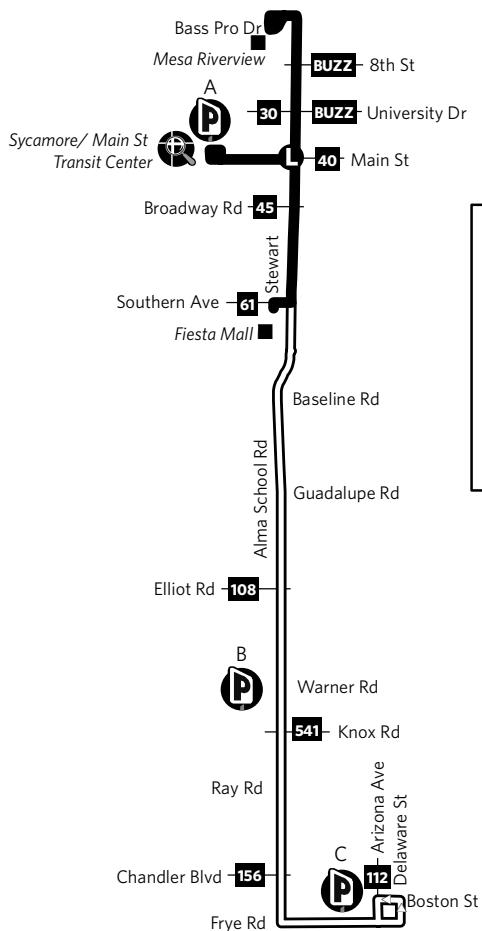 Bass Pro Dr
Mesa Riverview
BUZZ 8th St
A
P
30 BUZZ University Dr
Sycamore/ Main St
Transit Center
L 40 Main St
Broadway Rd 45
Stewart
Southern Ave 61
Fiesta Mall
Baseline Rd
Alma School Rd
Guadalupe Rd
Elliot Rd 108
B
P
Warner Rd
541 Knox Rd
Ray Rd
Arizona Ave
Delaware St
C
P
Chandler Blvd 156
112
Boston St
Frye Rd